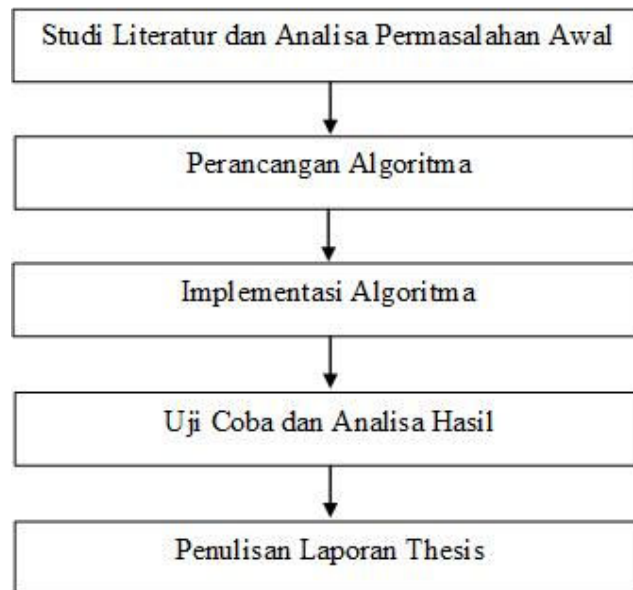 Studi Literatur dan Analisa Permasalahan Awal
Perancangan Algoritma
Implementasi Algoritma
Uji Coba dan Analisa Hasil
Penulisan Laporan Thesis